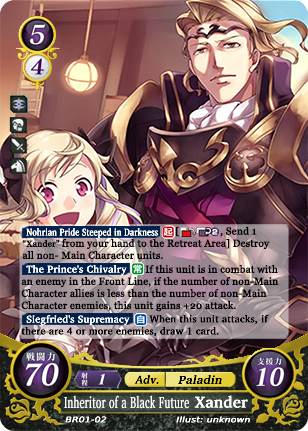 5
4
Nohrian Pride Steeped in Darkness 起 2, Send 1
"Xander" from your hand to the Retreat Area] Destroy
all non- Main Character units.
The Prince's Chivalry 常 If this unit is in combat with
an enemy in the Front Line, if the number of non-Main
Character allies is less than the number of non-Main
Character enemies, this unit gains +20 attack.
Siegfried's Supremacy 自 When this unit attacks, if
there are 4 or more enemies, draw 1 card.
戦闘力 70
射程 1
Adv. Paladin
支援力 10
Inheritor of a Black Future Xander
BR01-02 Illust: unknown